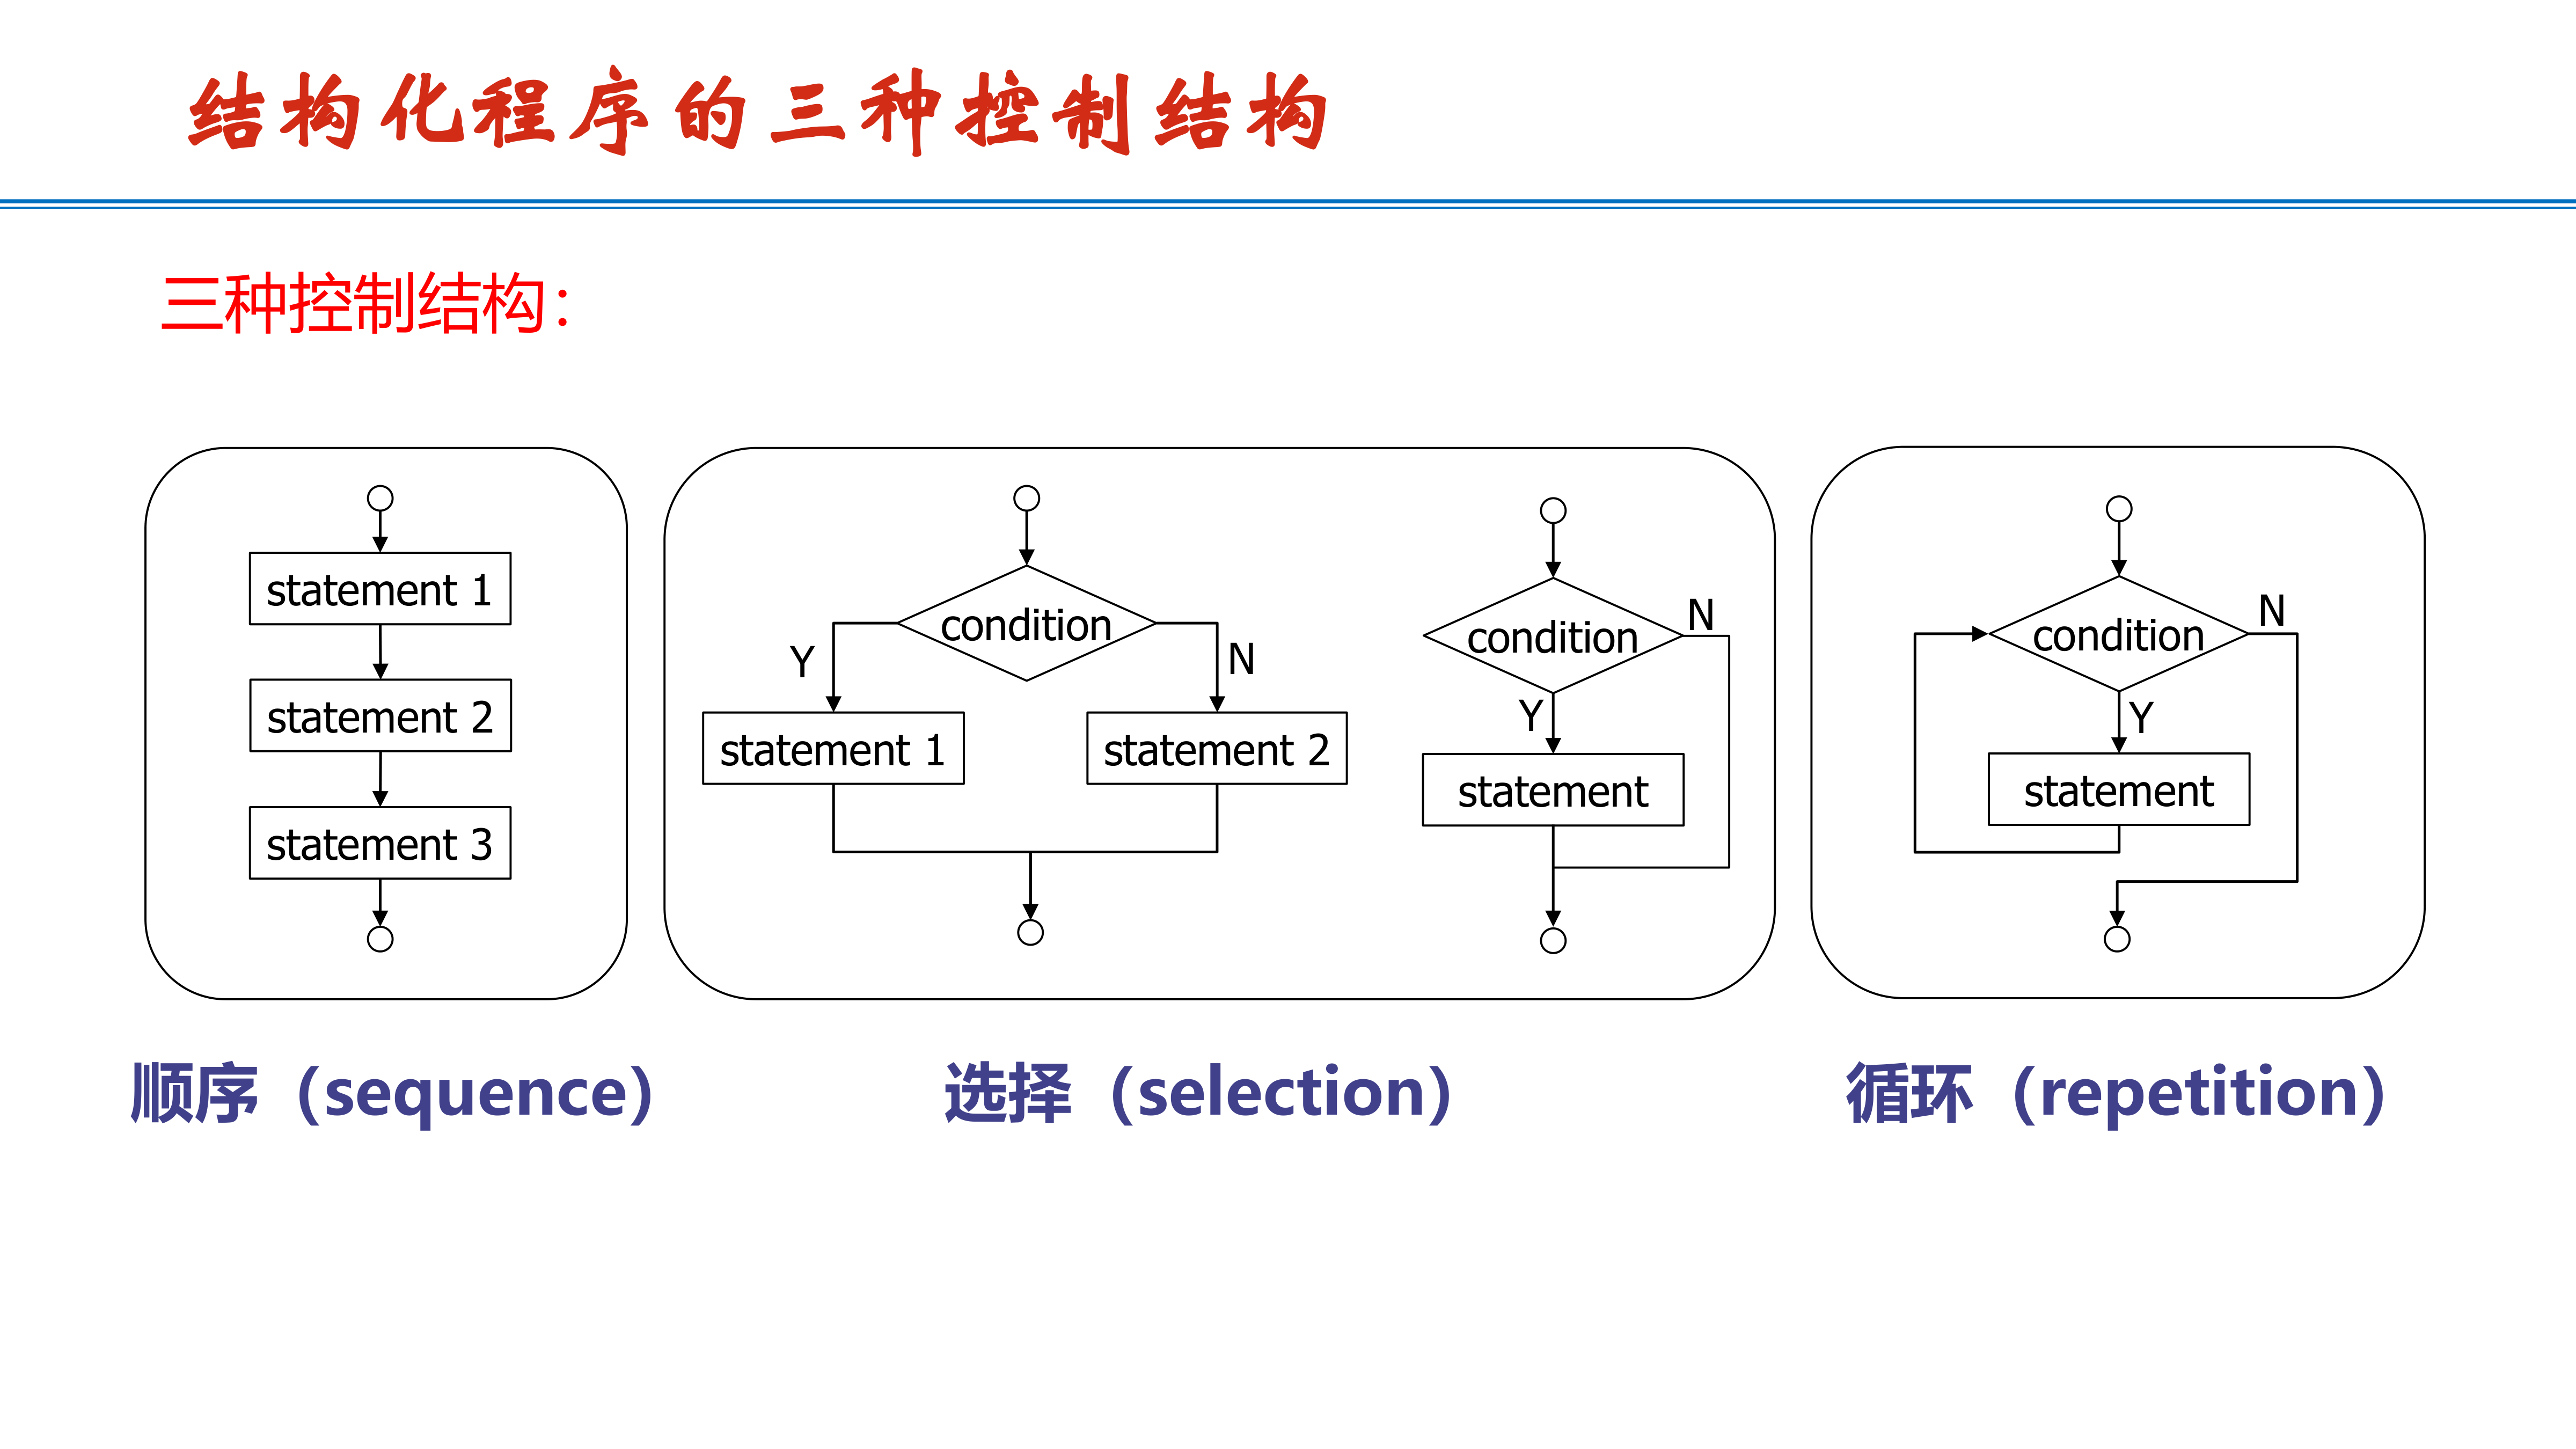 结构化程序的三种控制结构
三种控制结构：
statement 1
statement 2
statement 3
condition
Y
N
statement 1
statement 2
condition
N
Y
statement
condition
N
Y
statement
顺序（sequence）
选择（selection）
循环（repetition）